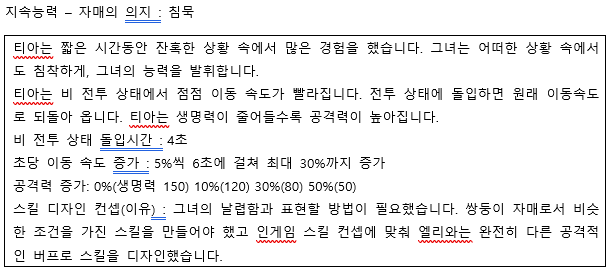 지속능력 – 자매의 의지 : 침묵
티아는 짧은 시간동안 잔혹한 상황 속에서 많은 경험을 했습니다. 그녀는 어떠한 상황 속에서
도 침착하게, 그녀의 능력을 발휘합니다.
티아는 비 전투 상태에서 점점 이동 속도가 빨라집니다. 전투 상태에 돌입하면 원래 이동속도
로 되돌아 옵니다. 티아는 생명력이 줄어들수록 공격력이 높아집니다.
비 전투 상태 돌입시간 : 4초
초당 이동 속도 증가 : 5%씩 6초에 걸쳐 최대 30%까지 증가
공격력 증가: 0%(생명력 150) 10%(120) 30%(80) 50%(50)
스킬 디자인 컨셉(이유) : 그녀의 날렵함과 표현할 방법이 필요했습니다. 쌍둥이 자매로서 비슷
한 조건을 가진 스킬을 만들어야 했고 인게임 스킬 컨셉에 맞춰 엘리와는 완전히 다른 공격적
인 버프로 스킬을 디자인했습니다.